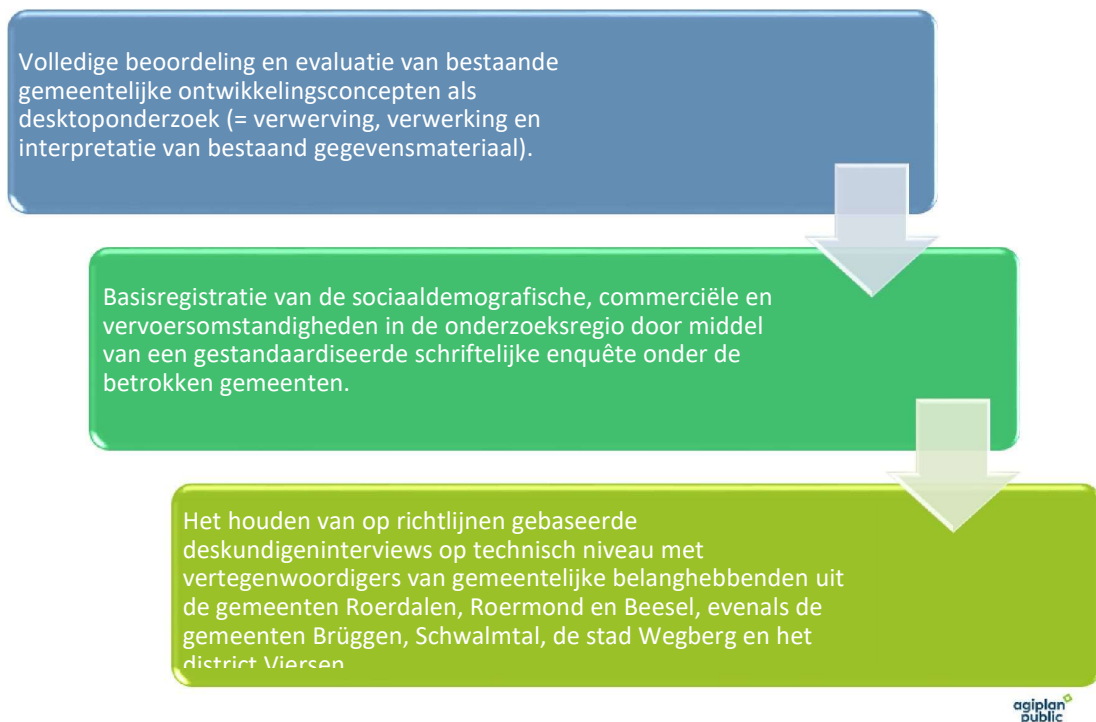 Volledige beoordeling en evaluatie van bestaande
gemeentelijke ontwikkelingsconcepten als
desktoponderzoek (= verwerving, verwerking en
interpretatie van bestaand gegevensmateriaal).
Basisregistratie van de sociaaldemografische, commerciële en
vervoersomstandigheden in de onderzoeksregio door middel
van een gestandaardiseerde schriftelijke enquête onder de
betrokken gemeenten.
Het houden van op richtlijnen gebaseerde
deskundigeninterviews op technisch niveau met
vertegenwoordigers van gemeentelijke belanghebbenden uit
de gemeenten Roerdalen, Roermond en Beesel, evenals de
gemeenten Brüggen, Schwalmtal, de stad Wegberg en het
district Viersen
agiplan
public